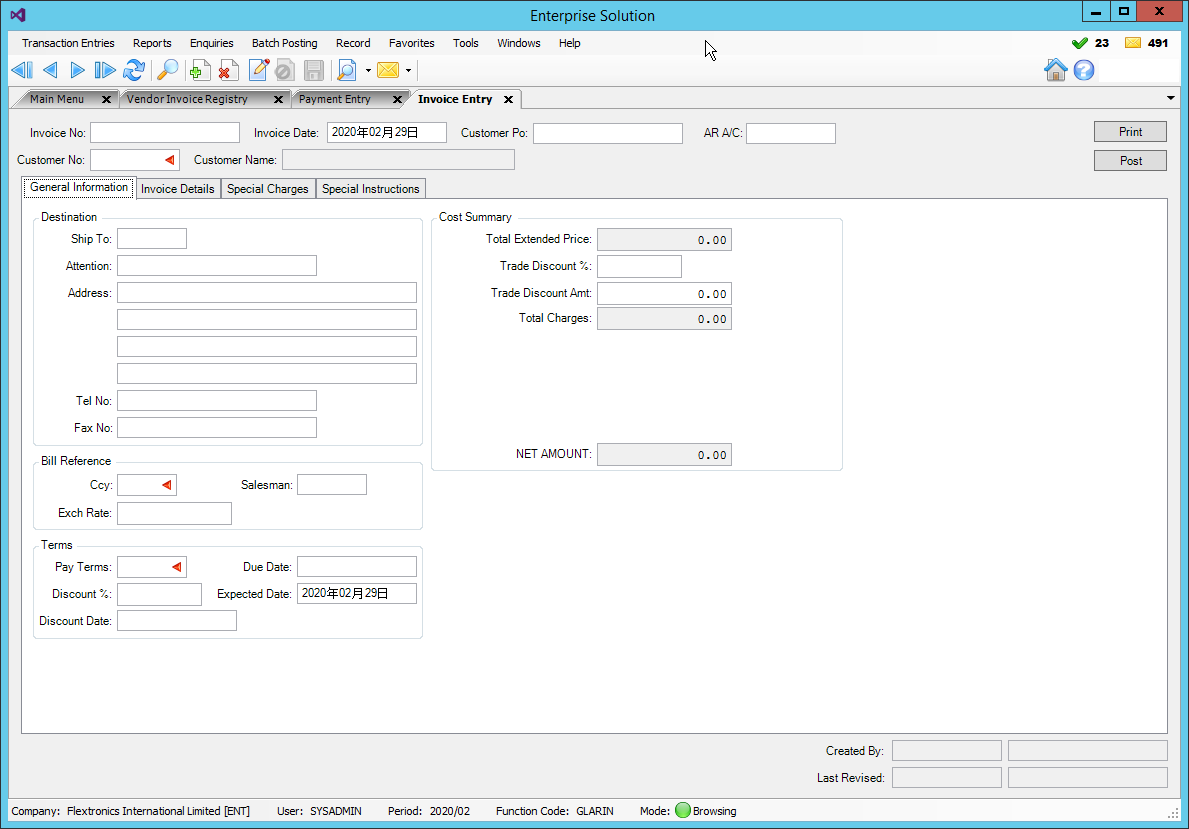 Enterprise Solution
Transaction Entries Reports Enquiries Batch Posting Record Favorites Tools Windows Help 23 491
Main Menu Vendor Invoice Registry Payment Entry Invoice Entry
Invoice No: Invoice Date: 2020年02月29日 Customer Po: AR A/C: Print
Customer No: Customer Name: Post
General Information Invoice Details Special Charges Special Instructions
Destination Cost Summary
Ship To: Total Extended Price: 0.00
Attention: Trade Discount %:
Address: Trade Discount Amt: 0.00
Total Charges: 0.00
Tel No:
Fax No:
NET AMOUNT: 0.00
Bill Reference
Ccy: Salesman:
Exch Rate:
Terms
Pay Terms: Due Date:
Discount %: Expected Date: 2020年02月29日
Discount Date:
Created By:
Last Revised:
Company: Flextronics International Limited [ENT] User: SYSADMIN Period: 2020/02 Function Code: GLARIN Mode: Browsing